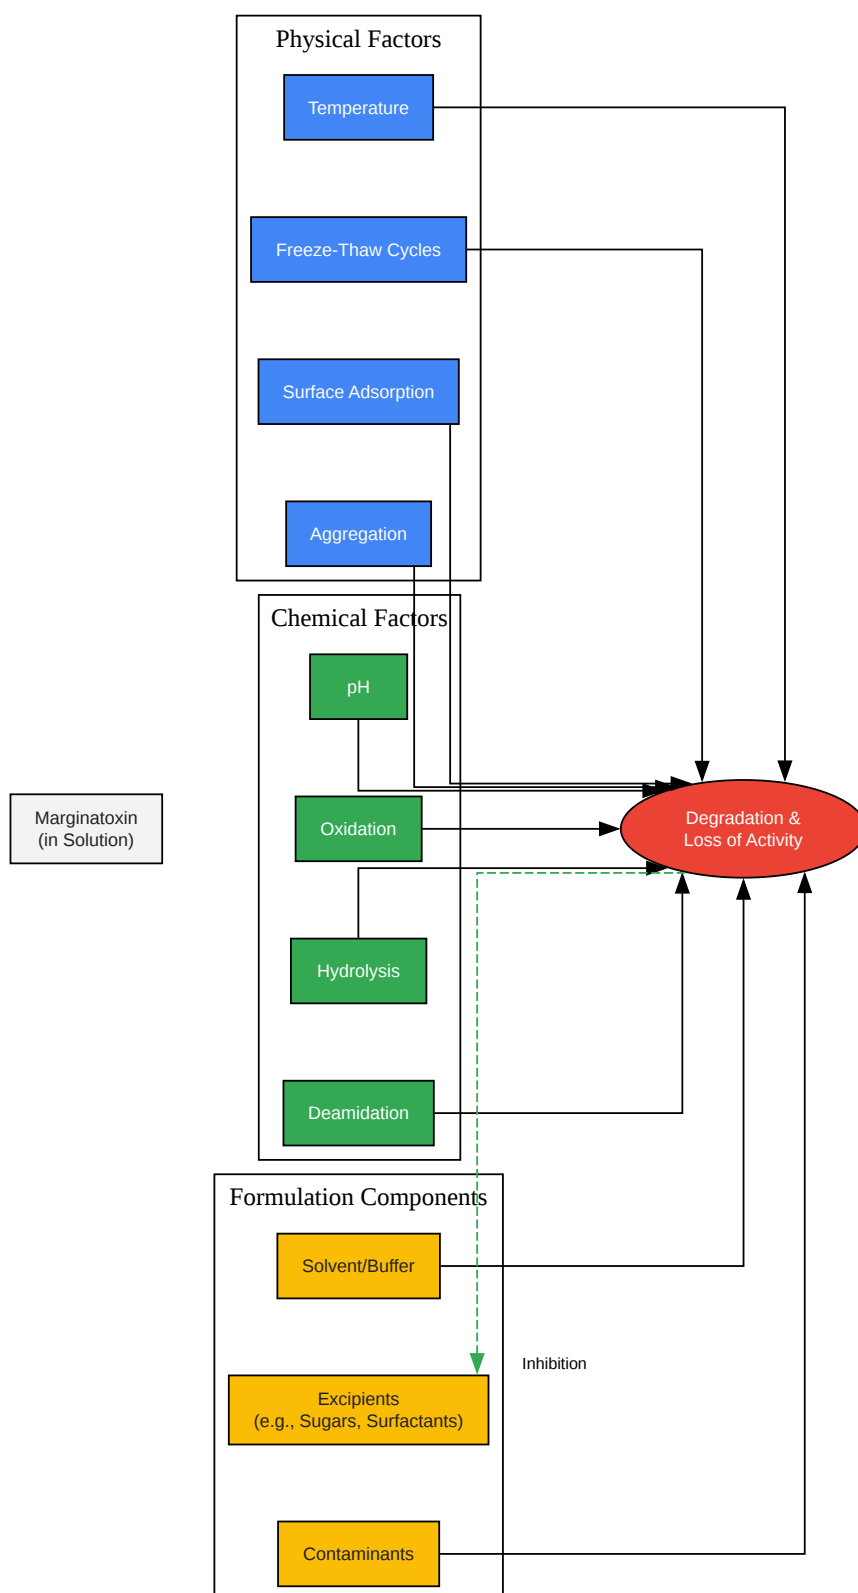 Physical Factors
Temperature
Freeze-Thaw Cycles
Surface Adsorption
Aggregation
Chemical Factors
pH
Oxidation
Hydrolysis
Deamidation
Marginatoxin
(in Solution)
Degradation &
Loss of Activity
Formulation Components
Solvent/Buffer
Inhibition
Excipients
(e.g., Sugars, Surfactants)
Contaminants